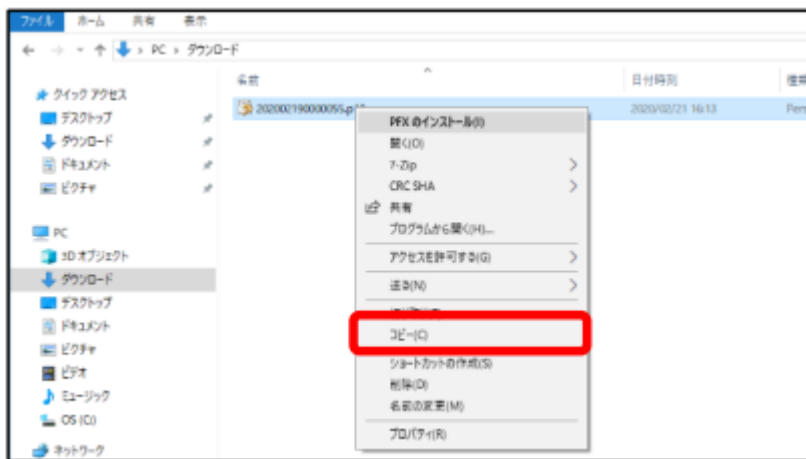 ファイル ホーム 共有 表示
PC › ダウンロード
名前 日付時刻
クイック アクセス
202002190000055.p
2020/02/21 16:13
デスクトップ
ダウンロード
ドキュメント
ピクチャ
PC
3D オブジェクト
ダウンロード
デスクトップ
ドキュメント
ピクチャ
ビデオ
ミュージック
OS (C:)
ネットワーク
PFX のインストール(I)
開く(O)
7-Zip
CRC SHA
共有
プログラムから開く(H)...
アクセスを許可する(G)
送る(N)
コピー(C)
ショートカットの作成(S)
削除(D)
名前の変更(M)
プロパティ(R)